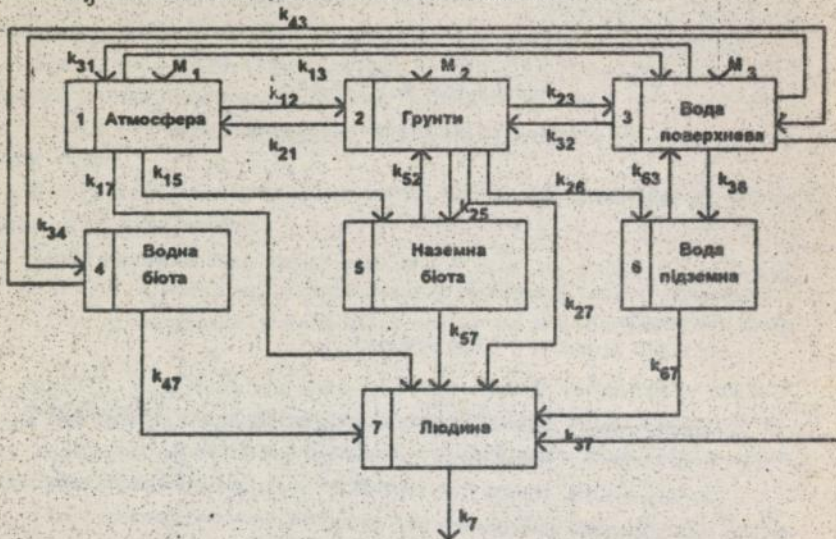 k43
k31
M1
k13
M2
M3
k12
k23
1 Атмосфера
2 Ґрунти
3 Вода
поверхнева
k21
k32
k17
k15
k52
k25
k26
k63
k36
k34
4 Водна
біота
5 Наземна
біота
6 Вода
підземна
k27
k57
k47
k67
7 Людина
k37
k7